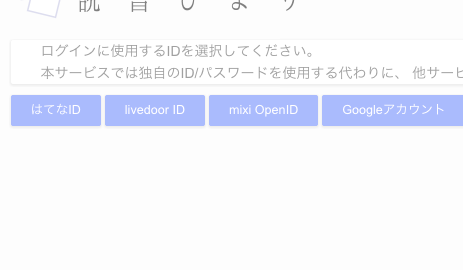 読書ひより
ログインに使用するIDを選択してください。
本サービスでは独自のID/パスワードを使用する代わりに、 他サービ
はてなID livedoor ID mixi OpenID Googleアカウント